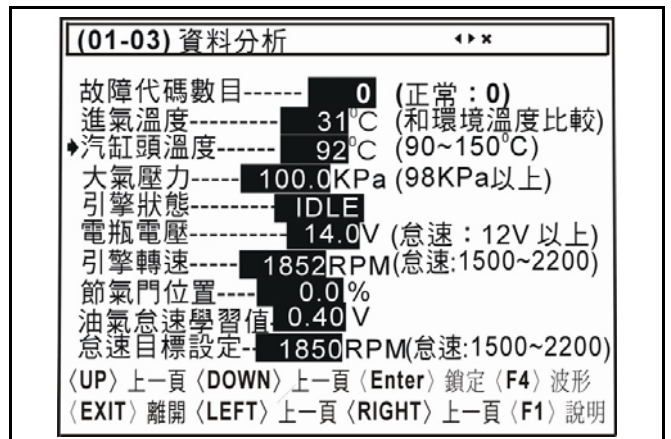 (01-03) 資料分析
故障代碼數目------ 0 (正常：0)
進氣溫度-------- 31°C (和環境溫度比較)
汽缸頭溫度------ 92°C (90~150°C)
大氣壓力----- 100.0KPa (98KPa以上)
引擎狀態--------- IDLE
電瓶電壓---------- 14.0V (怠速：12V 以上)
引擎轉速----- 1852RPM(怠速:1500~2200)
節氣門位置---- 0.0 %
油氣怠速學習值- 0.40 V
怠速目標設定-- 1850RPM(怠速:1500~2200)
〈UP〉上一頁〈DOWN〉上一頁〈Enter〉鎖定〈F4〉波形
〈EXIT〉離開〈LEFT〉上一頁〈RIGHT〉上一頁〈F1〉說明